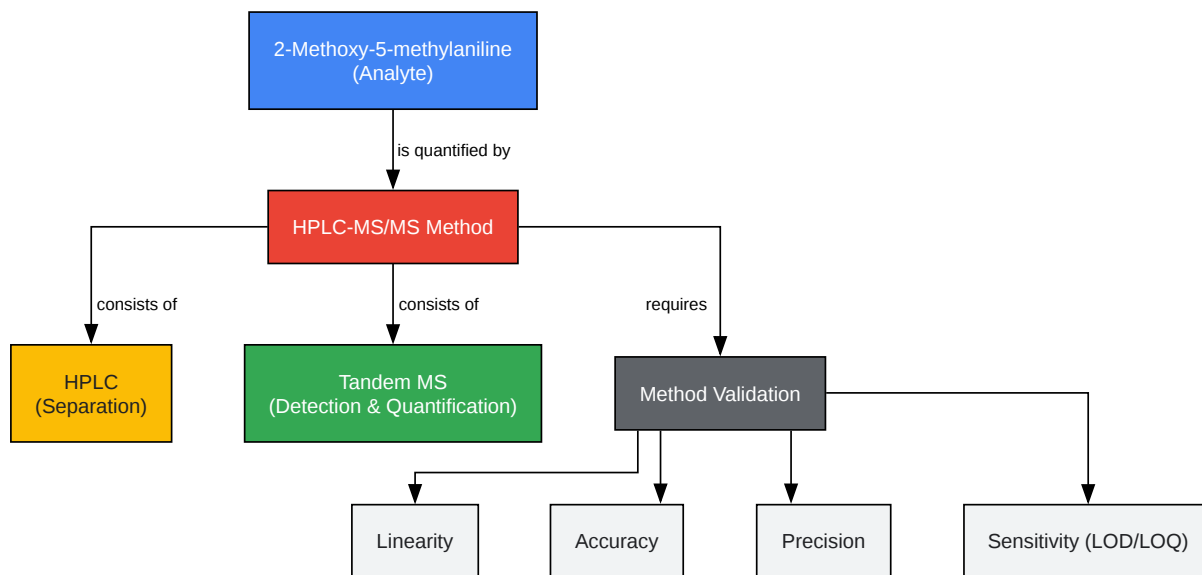 2-Methoxy-5-methylaniline
(Analyte)
is quantified by
HPLC-MS/MS Method
consists of
consists of
requires
HPLC
(Separation)
Tandem MS
(Detection & Quantification)
Method Validation
Linearity
Accuracy
Precision
Sensitivity (LOD/LOQ)